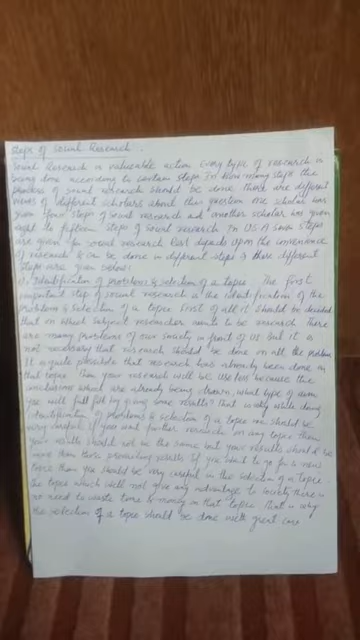 Steps of Social Research.
Social Research is valueable action every type of research is
being done according to certain steps In how many steps the
process of social research should be done there are different
views of different scholars about this question one scholar has
given four steps of social research and another scholar has given
eight to fifteen steps of social research In U.S.A seven steps
are given in social research But depends upon the convenience
of research & can be done in different steps & these different
steps are given below:
Identification of problems & selection of a topic The first
important step of social research is the identification of the
problems & selection of a topic First of all it should be decided
that on which subject researcher wants to be research There
are many problems of our society in front of us but it is
not necessary that research should be done on all the problems
It is quite possible that research has already been done on
that topic Then your research will be useless because the
conclusions which are already being drawn, what type of
you will full fill by giving same results? That is why while doing
Identification of problems & selection of a topic one should be
very careful If you want further research on any topic then
your results should not be the same but your results should be
more than those preceding results If you want to go for a new
topic then you should be very careful in the selection of a topic
the topic which will not give any advantage to society there is
no need to waste time & money on that topic That is why
the selection of a topic should be done with great care